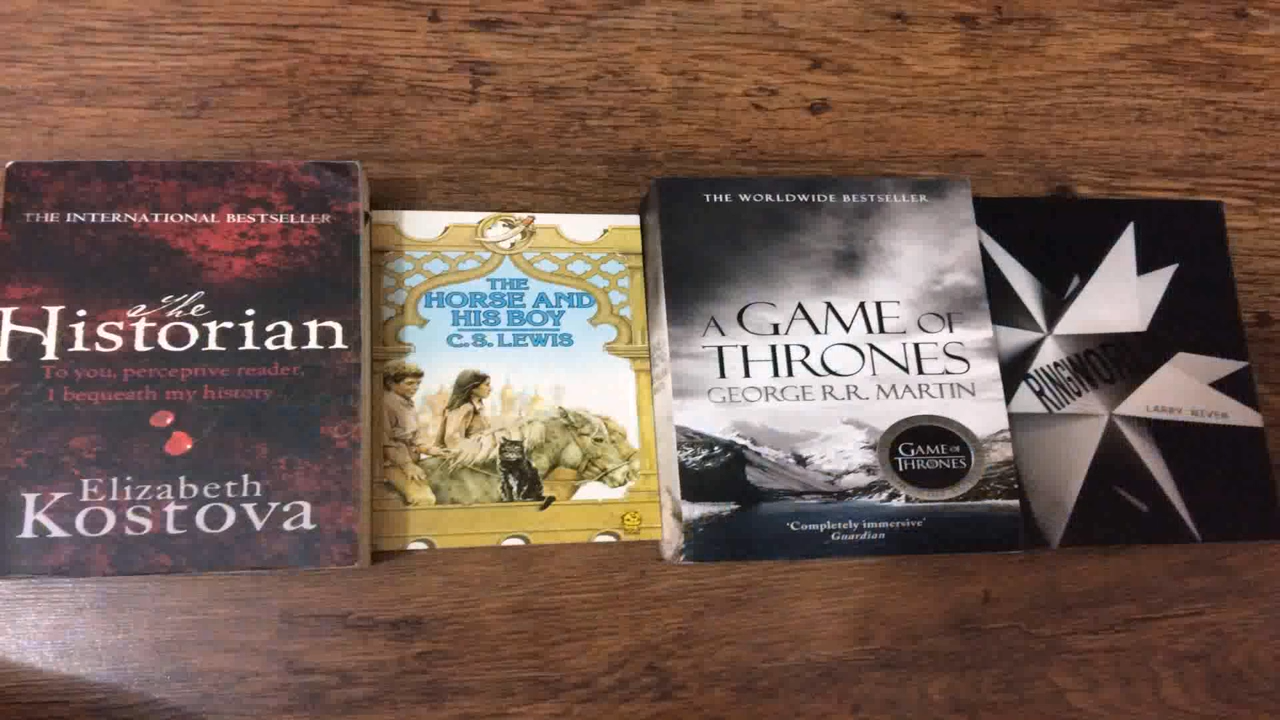 THE INTERNATIONAL BESTSELLER
The
Historian
To you, perceptive reader,
I bequeath my history
Elizabeth
Kostova
THE
HORSE AND
HIS BOY
C.S. LEWIS
THE WORLDWIDE BESTSELLER
A GAME OF
THRONES
GEORGE R.R. MARTIN
GAME OF
THRONES
'Completely immersive'
Guardian
RINGWORLD
LARRY NIVEN